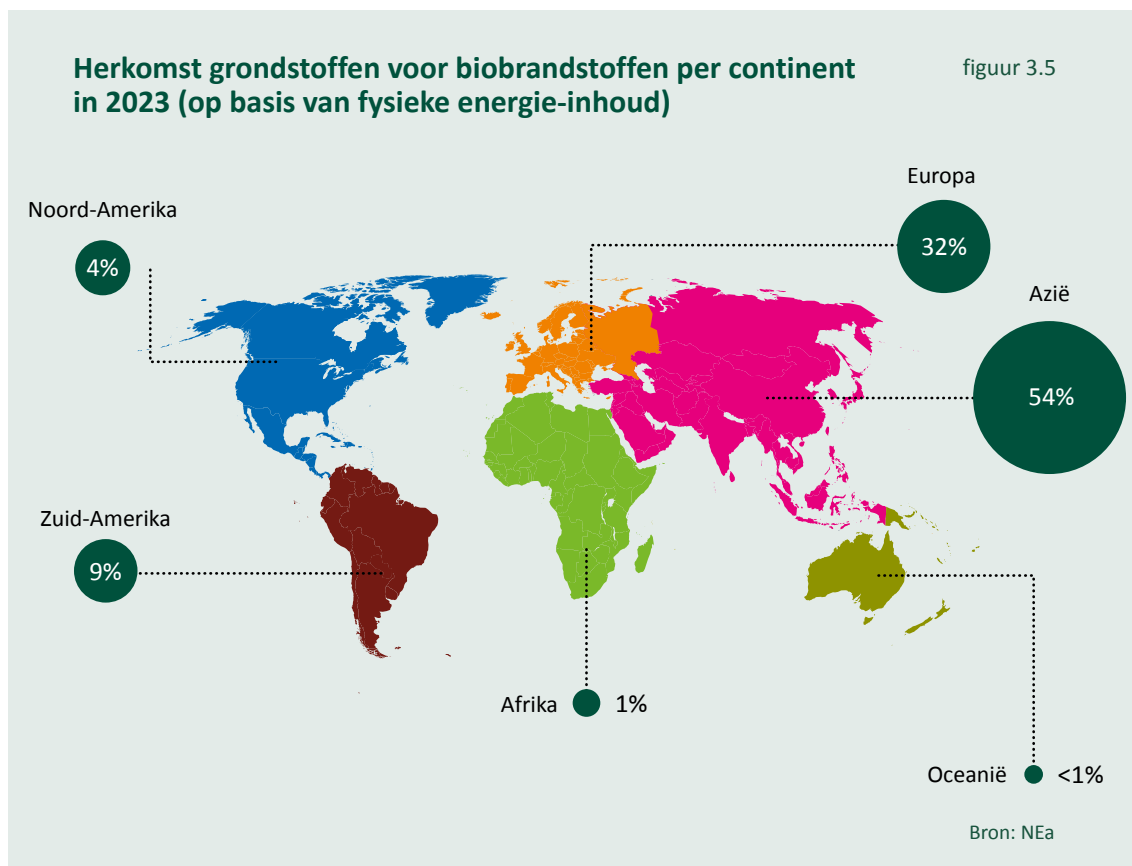 Herkomst grondstoffen voor biobrandstoffen per continent
in 2023 (op basis van fysieke energie-inhoud)
figuur 3.5
Europa
32%
Noord-Amerika
4%
Azië
54%
Zuid-Amerika
9%
Afrika
1%
Oceanië
<1%
Bron: NEa